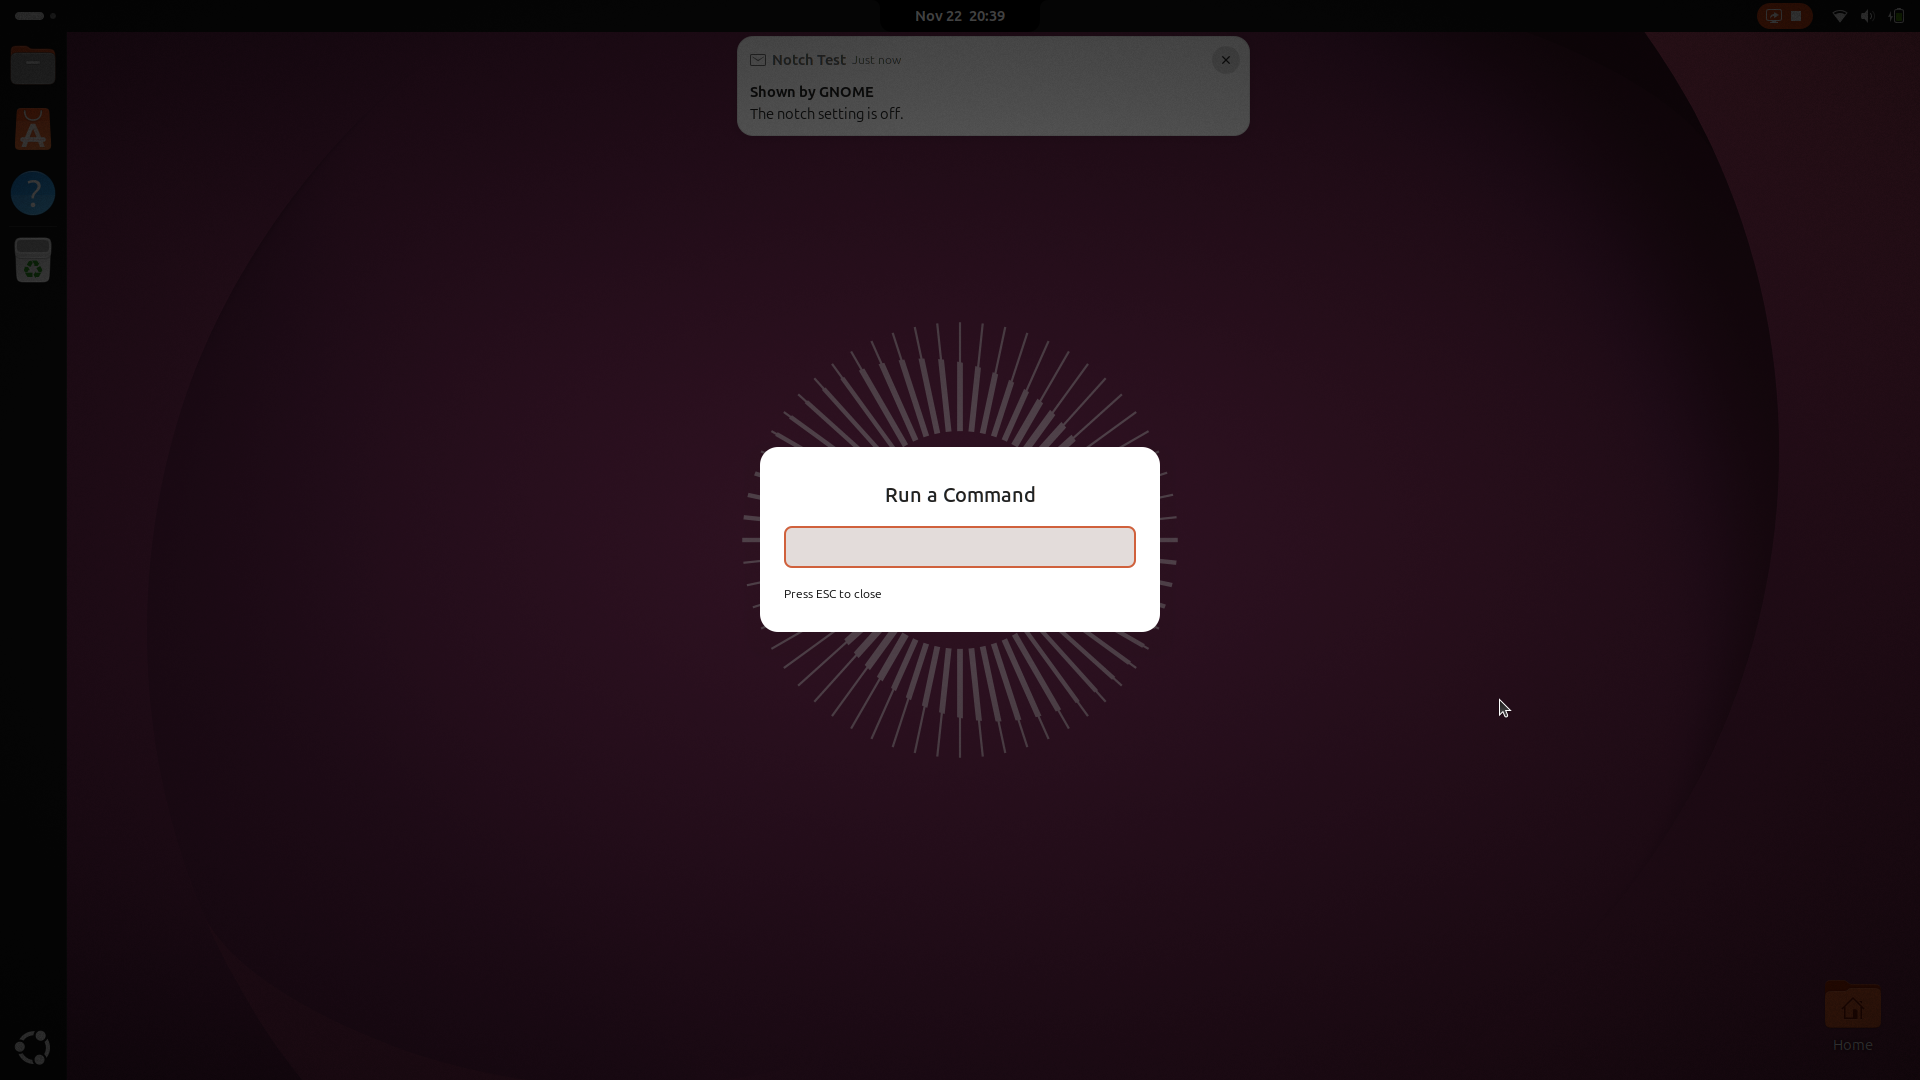 Nov 22 20:39
Notch Test Just now
Shown by GNOME
The notch setting is off.
Run a Command
Press ESC to close
Home